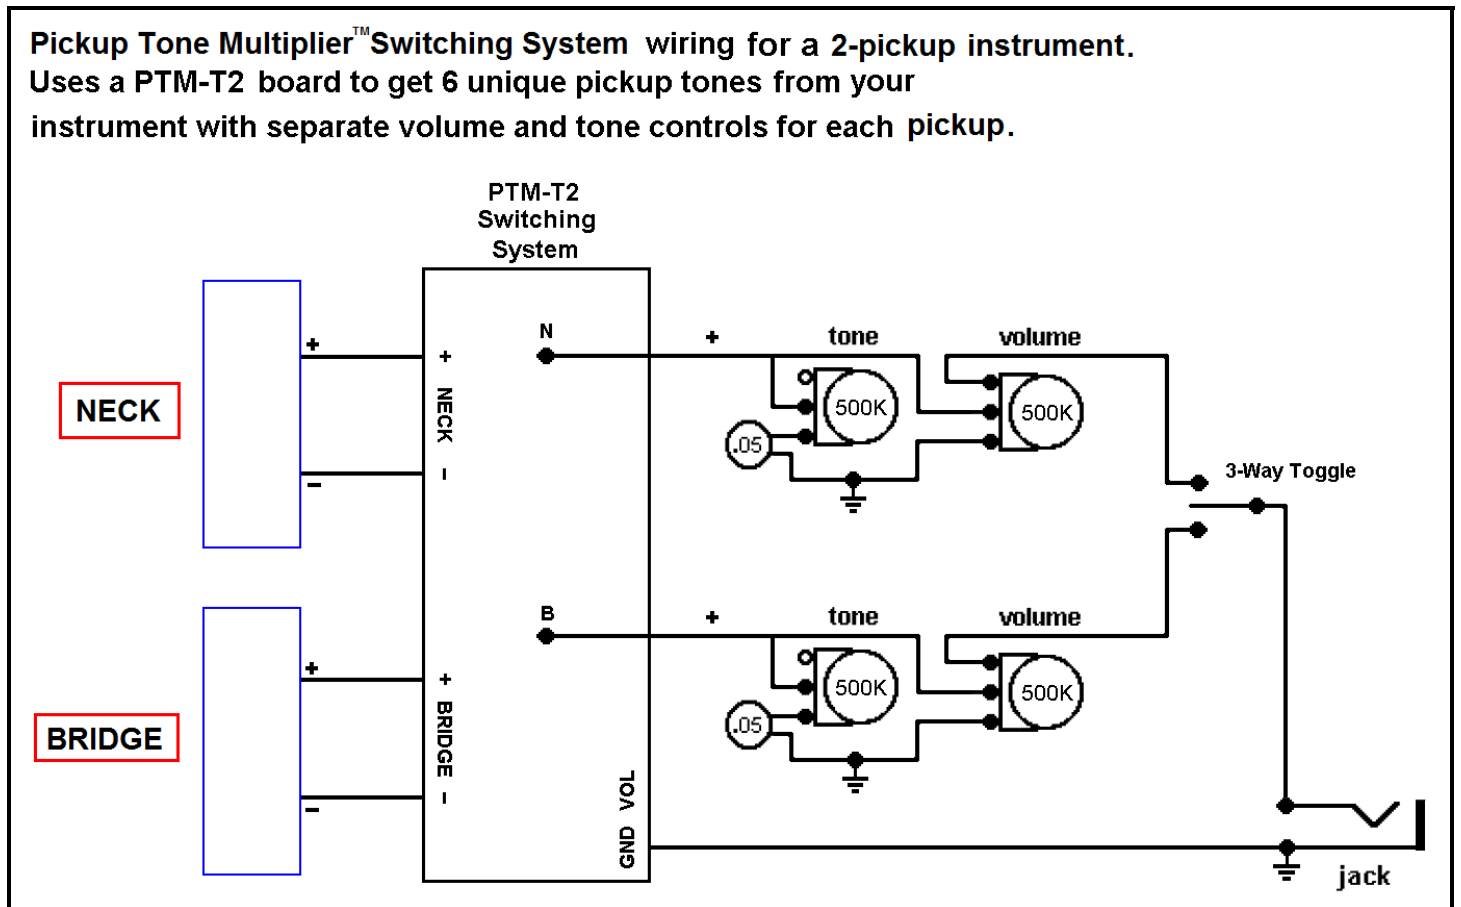 Pickup Tone Multiplier™ Switching System wiring for a 2-pickup instrument.
Uses a PTM-T2 board to get 6 unique pickup tones from your
instrument with separate volume and tone controls for each pickup.
PTM-T2
Switching
System
N
+
tone
volume
+
+
500K
500K
NECK
NECK
.05
3-Way Toggle
−
−
B
+
tone
volume
+
+
500K
500K
BRIDGE
BRIDGE
.05
−
−
VOL
GND
jack